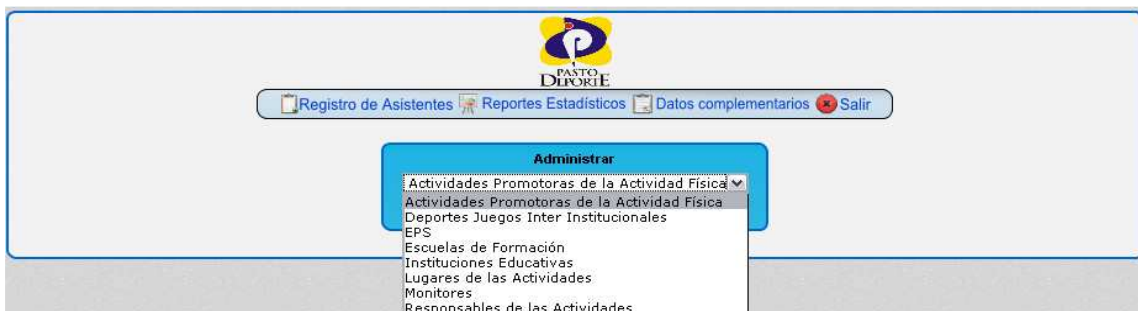 PASTO
DEPORTE
Registro de Asistentes Reportes Estadísticos Datos complementarios Salir
Administrar
Actividades Promotoras de la Actividad Física
Actividades Promotoras de la Actividad Física
Deportes Juegos Inter Institucionales
EPS
Escuelas de Formación
Instituciones Educativas
Lugares de las Actividades
Monitores
Responsables de las Actividades